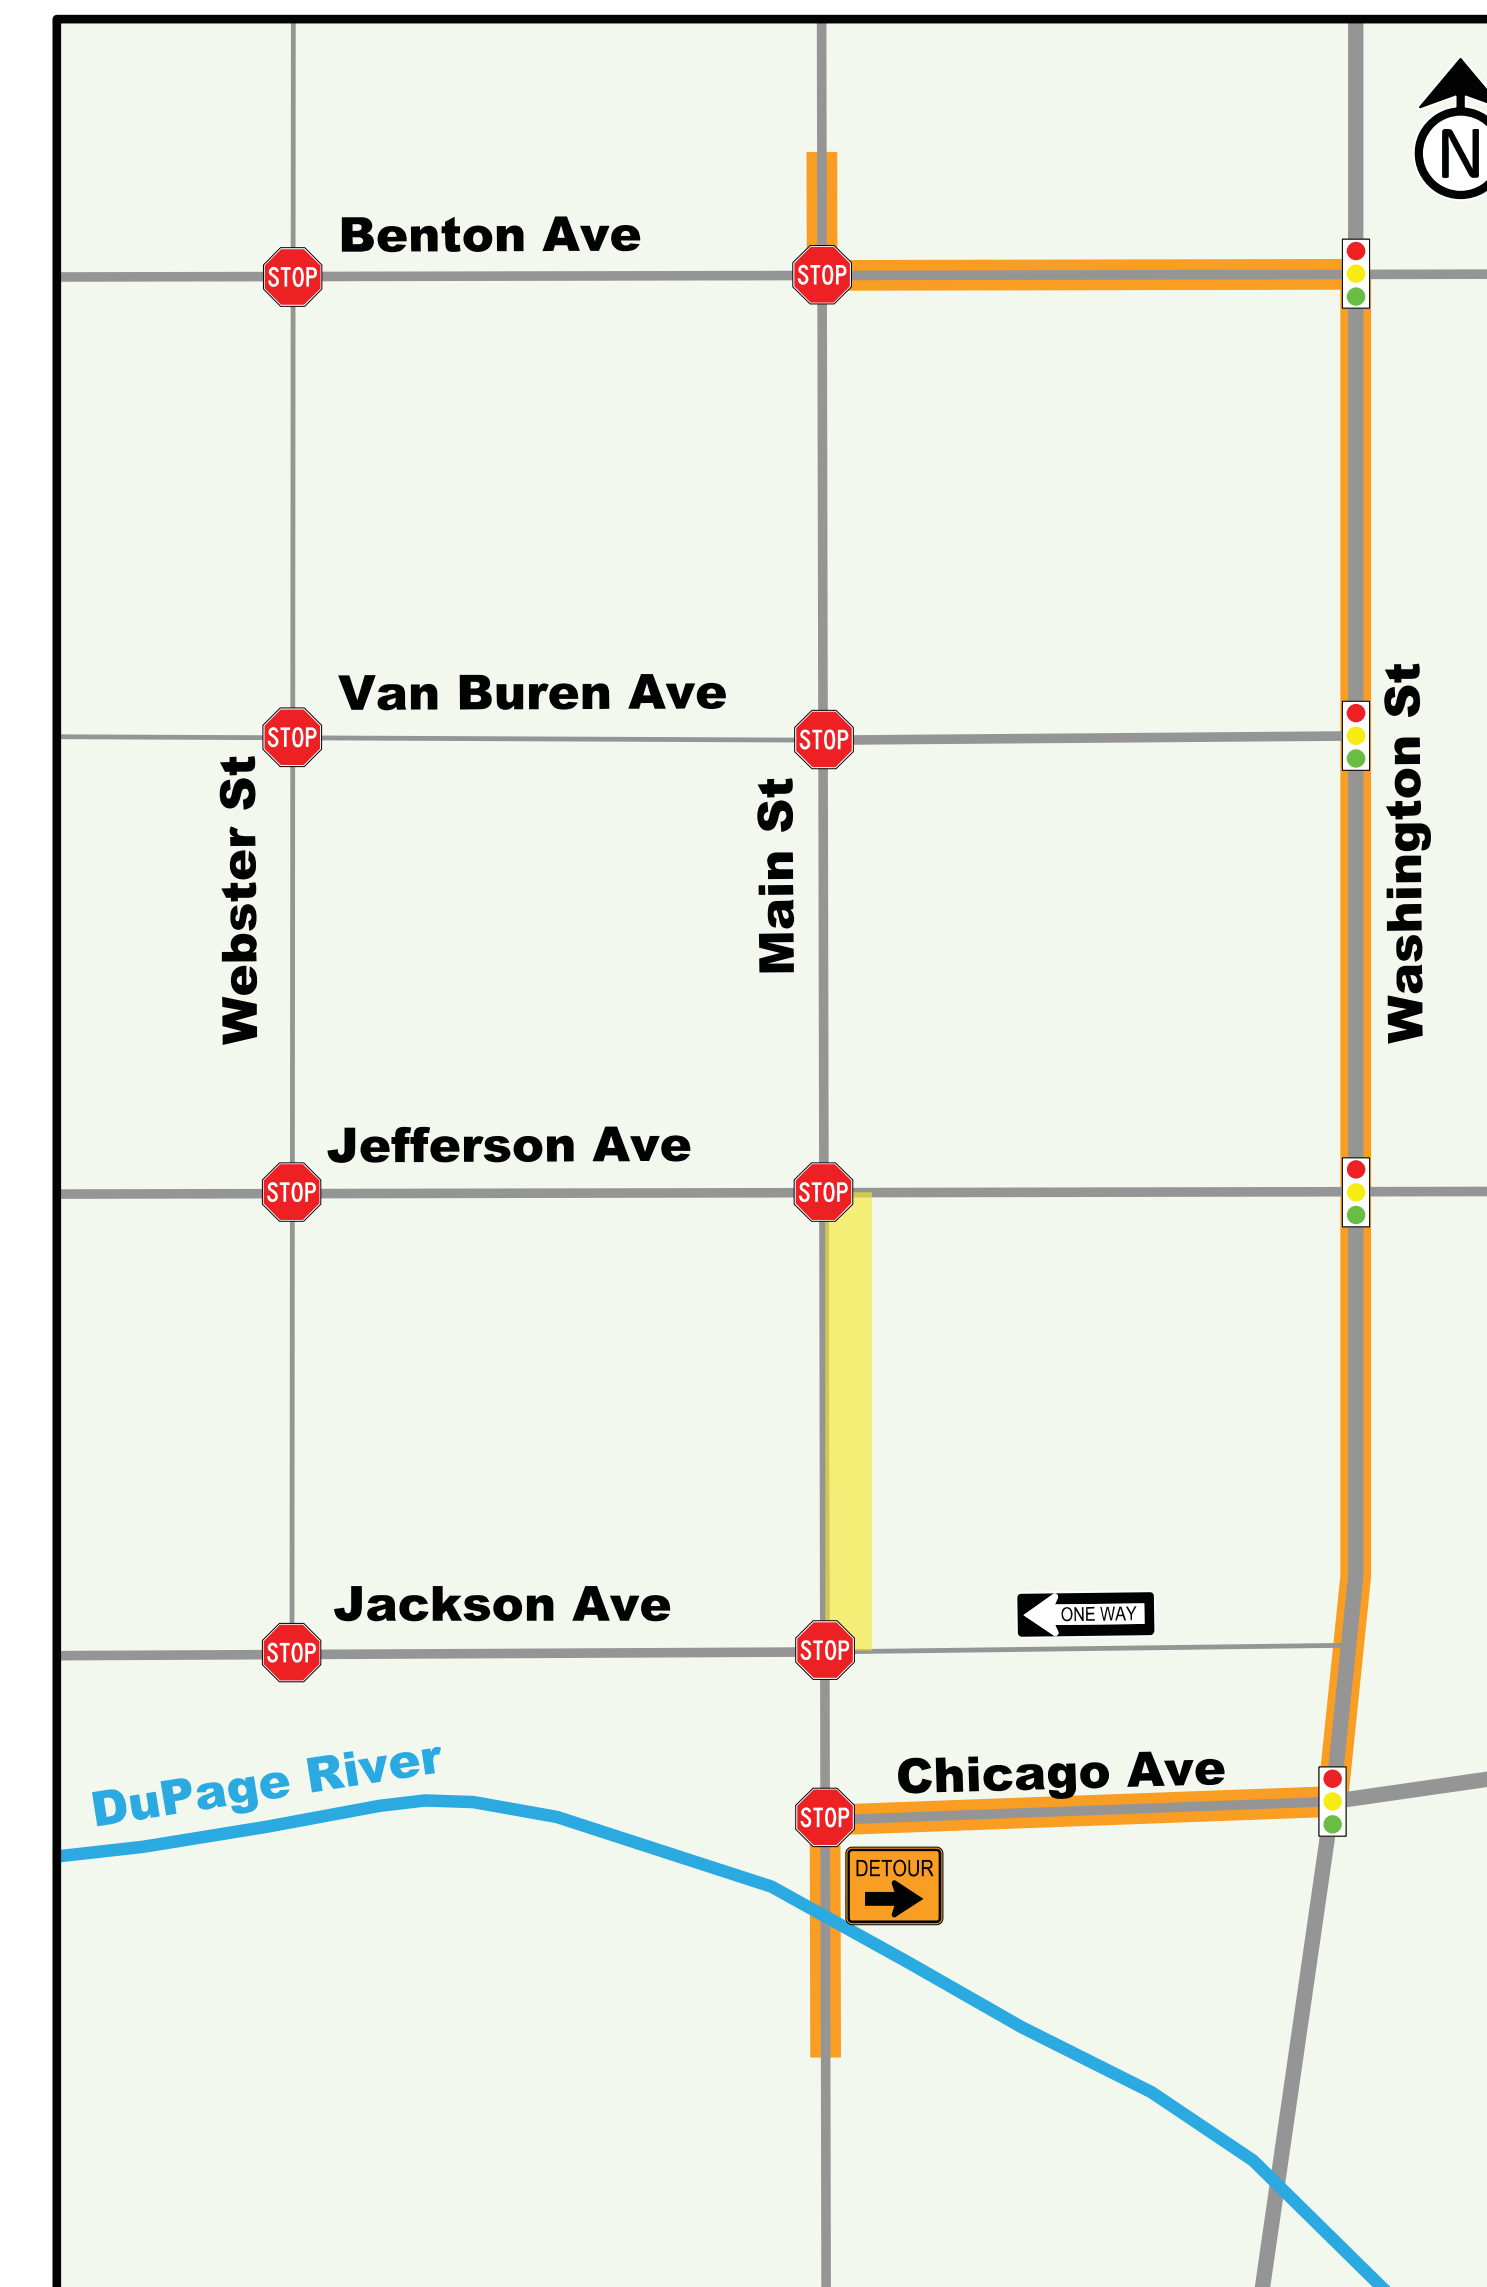 N
Benton Ave
STOP
STOP
Van Buren Ave
STOP
STOP
Webster St
Main St
Washington St
Jefferson Ave
STOP
STOP
Jackson Ave
ONE WAY
STOP
STOP
DuPage River
Chicago Ave
STOP
DETOUR